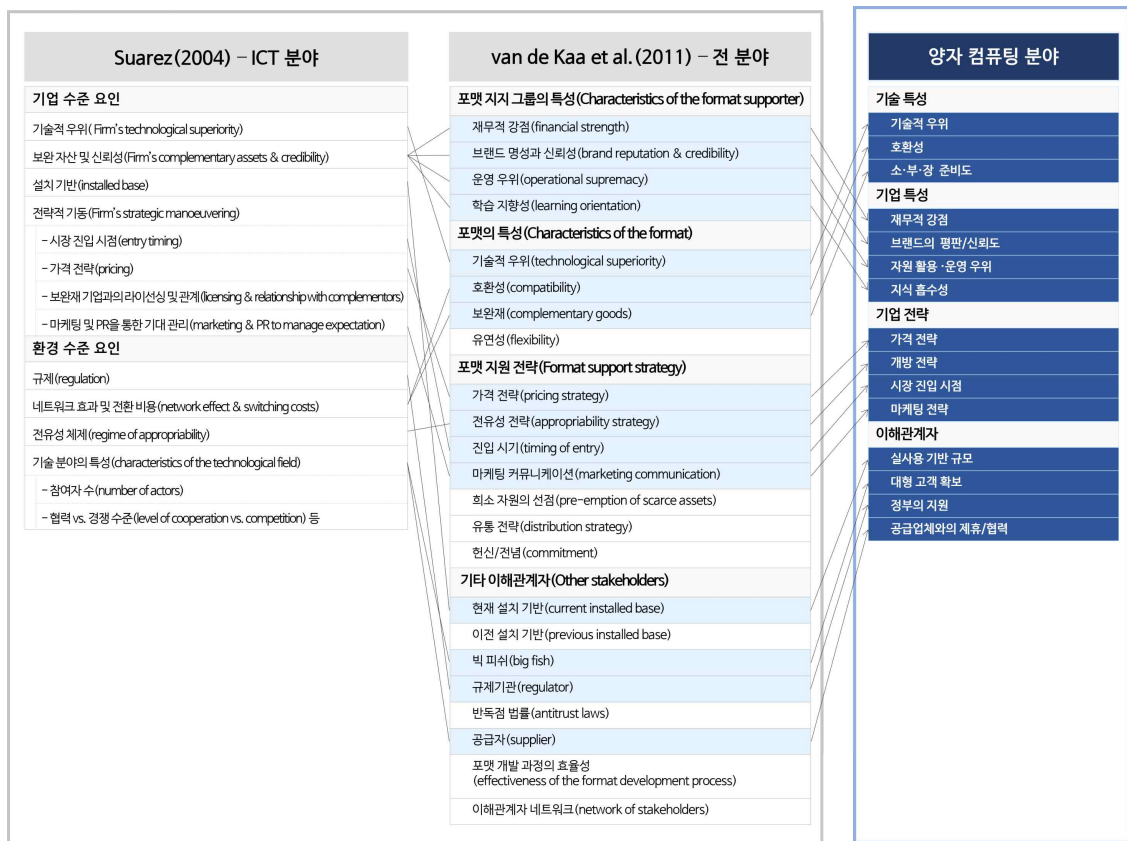 Suarez(2004) – ICT 분야
기업 수준 요인
기술적 우위( Firm's technological superiority)
보완 자산 및 신뢰성(Firm's complementary assets & credibility)
설치 기반(installed base)
전략적 기동(Firm's strategic manoeuvering)
- 시장 진입 시점(entry timing)
- 가격 전략(pricing)
- 보완재 기업과의 라이선싱 및 관계(licensing & relationship with complementors)
- 마케팅 및 PR을 통한 기대 관리(marketing & PR to manage expectation)
환경 수준 요인
규제(regulation)
네트워크 효과 및 전환 비용(network effect & switching costs)
전유성 체제(regime of appropriability)
기술 분야의 특성(characteristics of the technological field)
- 참여자 수(number of actors)
- 협력 vs. 경쟁 수준(level of cooperation vs. competition) 등
van de Kaa et al.(2011) – 전 분야
포맷 지지 그룹의 특성(Characteristics of the format supporter)
재무적 강점(financial strength)
브랜드 명성과 신뢰성(brand reputation & credibility)
운영 우위(operational supremacy)
학습 지향성(learning orientation)
포맷의 특성(Characteristics of the format)
기술적 우위(technological superiority)
호환성(compatibility)
보완재(complementary goods)
유연성(flexibility)
포맷 지원 전략(Format support strategy)
가격 전략(pricing strategy)
전유성 전략(appropriability strategy)
진입 시기(timing of entry)
마케팅 커뮤니케이션(marketing communication)
희소 자원의 선점(pre-emption of scarce assets)
유통 전략(distribution strategy)
헌신/전념(commitment)
기타 이해관계자(Other stakeholders)
현재 설치 기반(current installed base)
이전 설치 기반(previous installed base)
빅 피쉬(big fish)
규제기관(regulator)
반독점 법률(antitrust laws)
공급자(supplier)
포맷 개발 과정의 효율성
(effectiveness of the format development process)
이해관계자 네트워크(network of stakeholders)
양자 컴퓨팅 분야
기술 특성
기술적 우위
호환성
소·부·장 준비도
기업 특성
재무적 강점
브랜드의 평판/신뢰도
자원 활용·운영 우위
지식 흡수성
기업 전략
가격 전략
개방 전략
시장 진입 시점
마케팅 전략
이해관계자
실사용 기반 규모
대형 고객 확보
정부의 지원
공급업체와의 제휴/협력